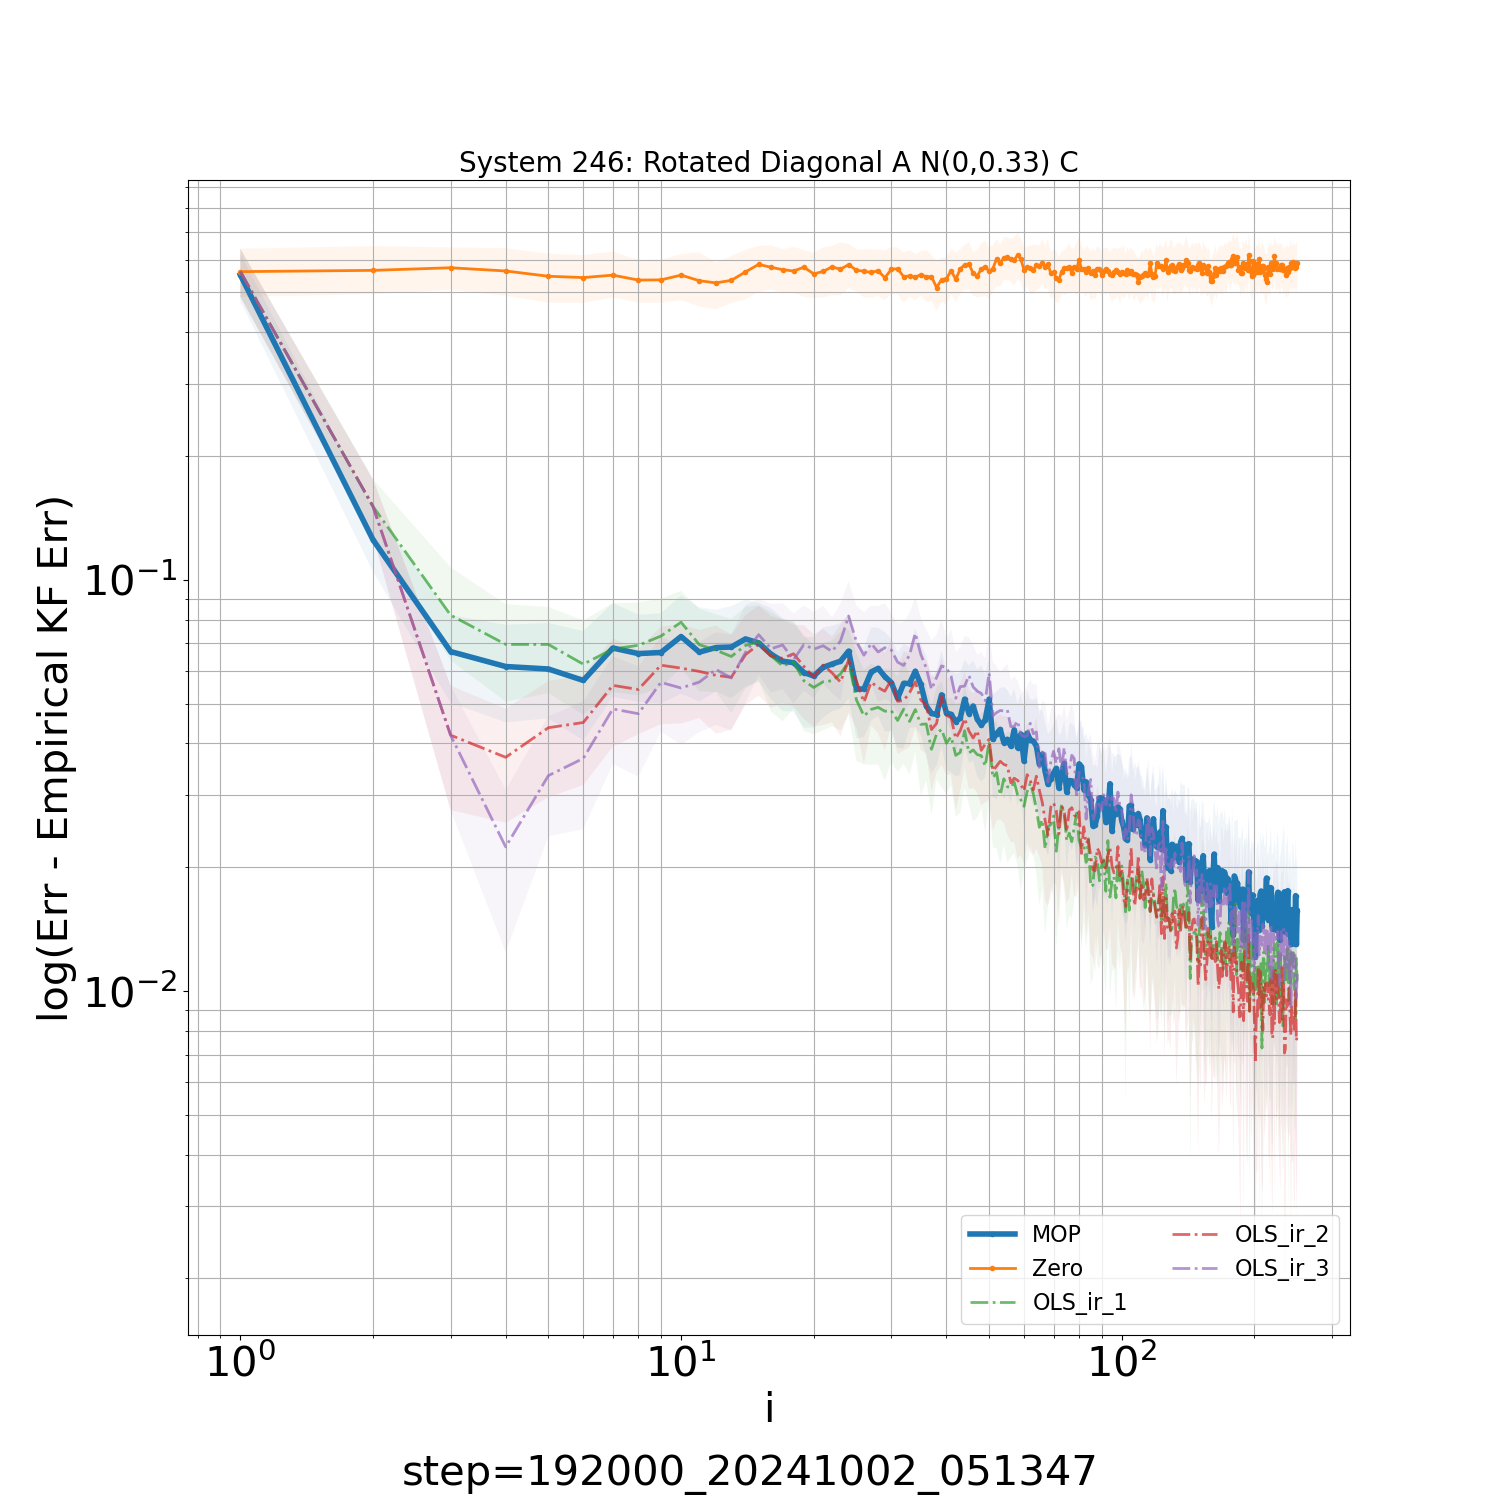 System 246: Rotated Diagonal A N(0,0.33) C
log(Err - Empirical KF Err)
10⁻¹
10⁻²
MOP
Zero
OLS_ir_1
OLS_ir_2
OLS_ir_3
10⁰
10¹
10²
i
step=192000_20241002_051347